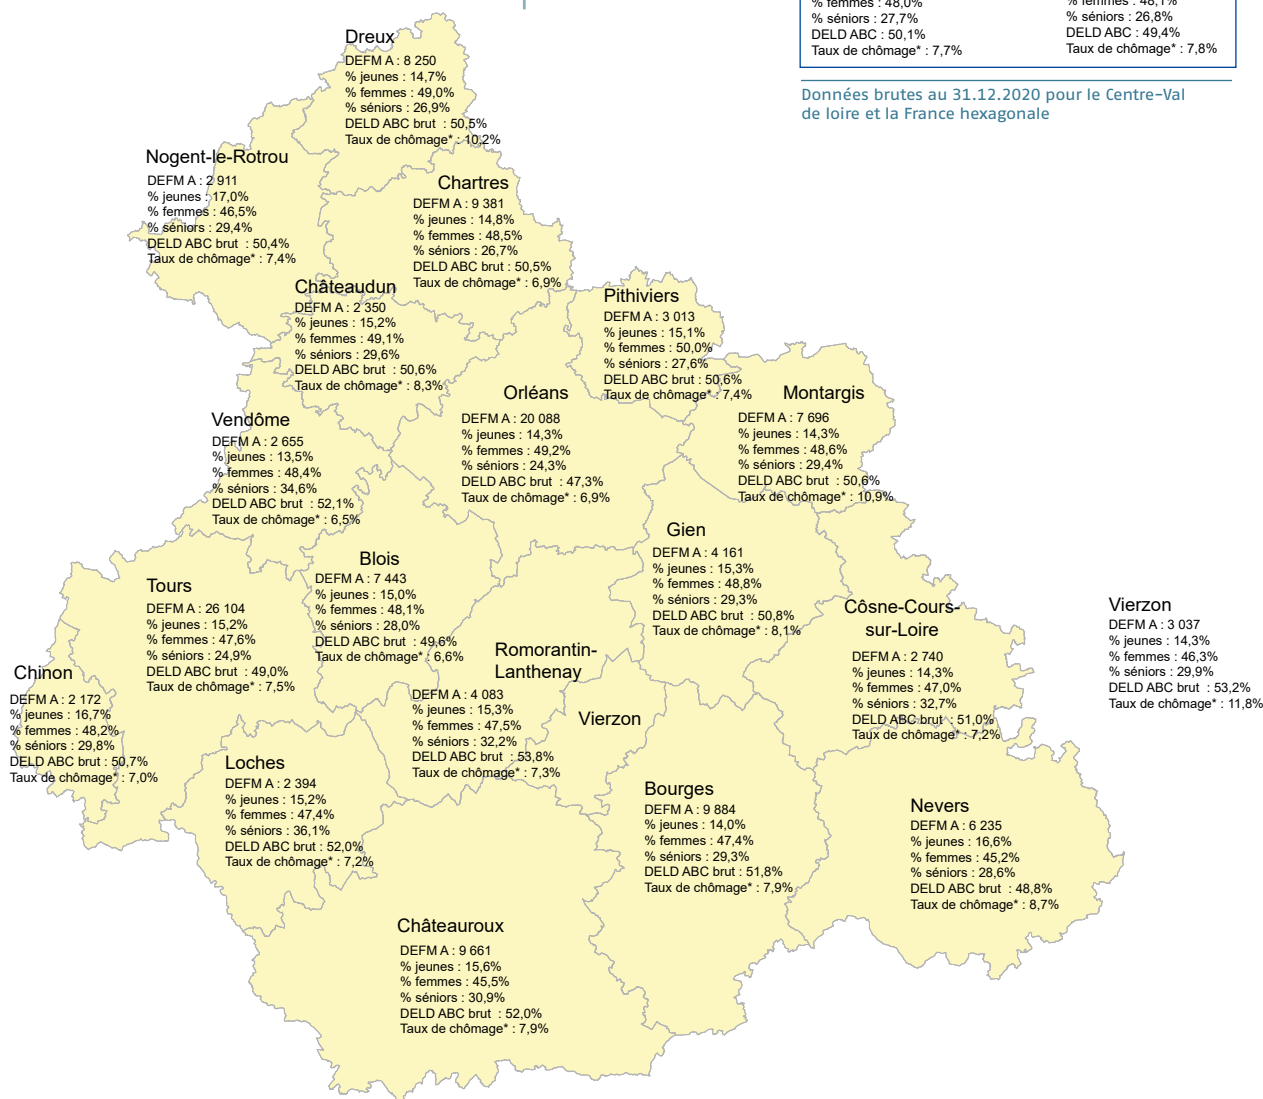 % femmes : 48,0%
% séniors : 27,7%
DELD ABC : 50,1%
Taux de chômage* : 7,7%
% femmes : 48,1%
% séniors : 26,8%
DELD ABC : 49,4%
Taux de chômage* : 7,8%
Données brutes au 31.12.2020 pour le Centre-Val
de loire et la France hexagonale
Dreux
DEFM A : 8 250
% jeunes : 14,7%
% femmes : 49,0%
% séniors : 26,9%
DELD ABC brut : 50,5%
Taux de chômage* : 10,2%
Nogent-le-Rotrou
DEFM A : 2 911
% jeunes : 17,0%
% femmes : 46,5%
% séniors : 29,4%
DELD ABC brut : 50,4%
Taux de chômage* : 7,4%
Chartres
DEFM A : 9 381
% jeunes : 14,8%
% femmes : 48,5%
% séniors : 26,7%
DELD ABC brut : 50,5%
Taux de chômage* : 6,9%
Châteaudun
DEFM A : 2 350
% jeunes : 15,2%
% femmes : 49,1%
% séniors : 29,6%
DELD ABC brut : 50,6%
Taux de chômage* : 8,3%
Pithiviers
DEFM A : 3 013
% jeunes : 15,1%
% femmes : 50,0%
% séniors : 27,6%
DELD ABC brut : 50,6%
Taux de chômage* : 7,4%
Orléans
DEFM A : 20 088
% jeunes : 14,3%
% femmes : 49,2%
% séniors : 24,3%
DELD ABC brut : 47,3%
Taux de chômage* : 6,9%
Montargis
DEFM A : 7 696
% jeunes : 14,3%
% femmes : 48,6%
% séniors : 29,4%
DELD ABC brut : 50,6%
Taux de chômage* : 10,9%
Vendôme
DEFM A : 2 655
% jeunes : 13,5%
% femmes : 48,4%
% séniors : 34,6%
DELD ABC brut : 52,1%
Taux de chômage* : 6,5%
Gien
DEFM A : 4 161
% jeunes : 15,3%
% femmes : 48,8%
% séniors : 29,3%
DELD ABC brut : 50,8%
Taux de chômage* : 8,1%
Blois
DEFM A : 7 443
% jeunes : 15,0%
% femmes : 48,1%
% séniors : 28,0%
DELD ABC brut : 49,6%
Taux de chômage* : 6,6%
Tours
DEFM A : 26 104
% jeunes : 15,2%
% femmes : 47,6%
% séniors : 24,9%
DELD ABC brut : 49,0%
Taux de chômage* : 7,5%
Côsne-Cours-
sur-Loire
DEFM A : 2 740
% jeunes : 14,3%
% femmes : 47,0%
% séniors : 32,7%
DELD ABC brut : 51,0%
Taux de chômage* : 7,2%
Vierzon
DEFM A : 3 037
% jeunes : 14,3%
% femmes : 46,3%
% séniors : 29,9%
DELD ABC brut : 53,2%
Taux de chômage* : 11,8%
Romorantin-
Lanthenay
DEFM A : 4 083
% jeunes : 15,3%
% femmes : 47,5%
% séniors : 32,2%
DELD ABC brut : 53,8%
Taux de chômage* : 7,3%
Chinon
DEFM A : 2 172
% jeunes : 16,7%
% femmes : 48,2%
% séniors : 29,8%
DELD ABC brut : 50,7%
Taux de chômage* : 7,0%
Vierzon
Loches
DEFM A : 2 394
% jeunes : 15,2%
% femmes : 47,4%
% séniors : 36,1%
DELD ABC brut : 52,0%
Taux de chômage* : 7,2%
Bourges
DEFM A : 9 884
% jeunes : 14,0%
% femmes : 47,4%
% séniors : 29,3%
DELD ABC brut : 51,8%
Taux de chômage* : 7,9%
Nevers
DEFM A : 6 235
% jeunes : 16,6%
% femmes : 45,2%
% séniors : 28,6%
DELD ABC brut : 48,8%
Taux de chômage* : 8,7%
Châteauroux
DEFM A : 9 661
% jeunes : 15,6%
% femmes : 45,5%
% séniors : 30,9%
DELD ABC brut : 52,0%
Taux de chômage* : 7,9%